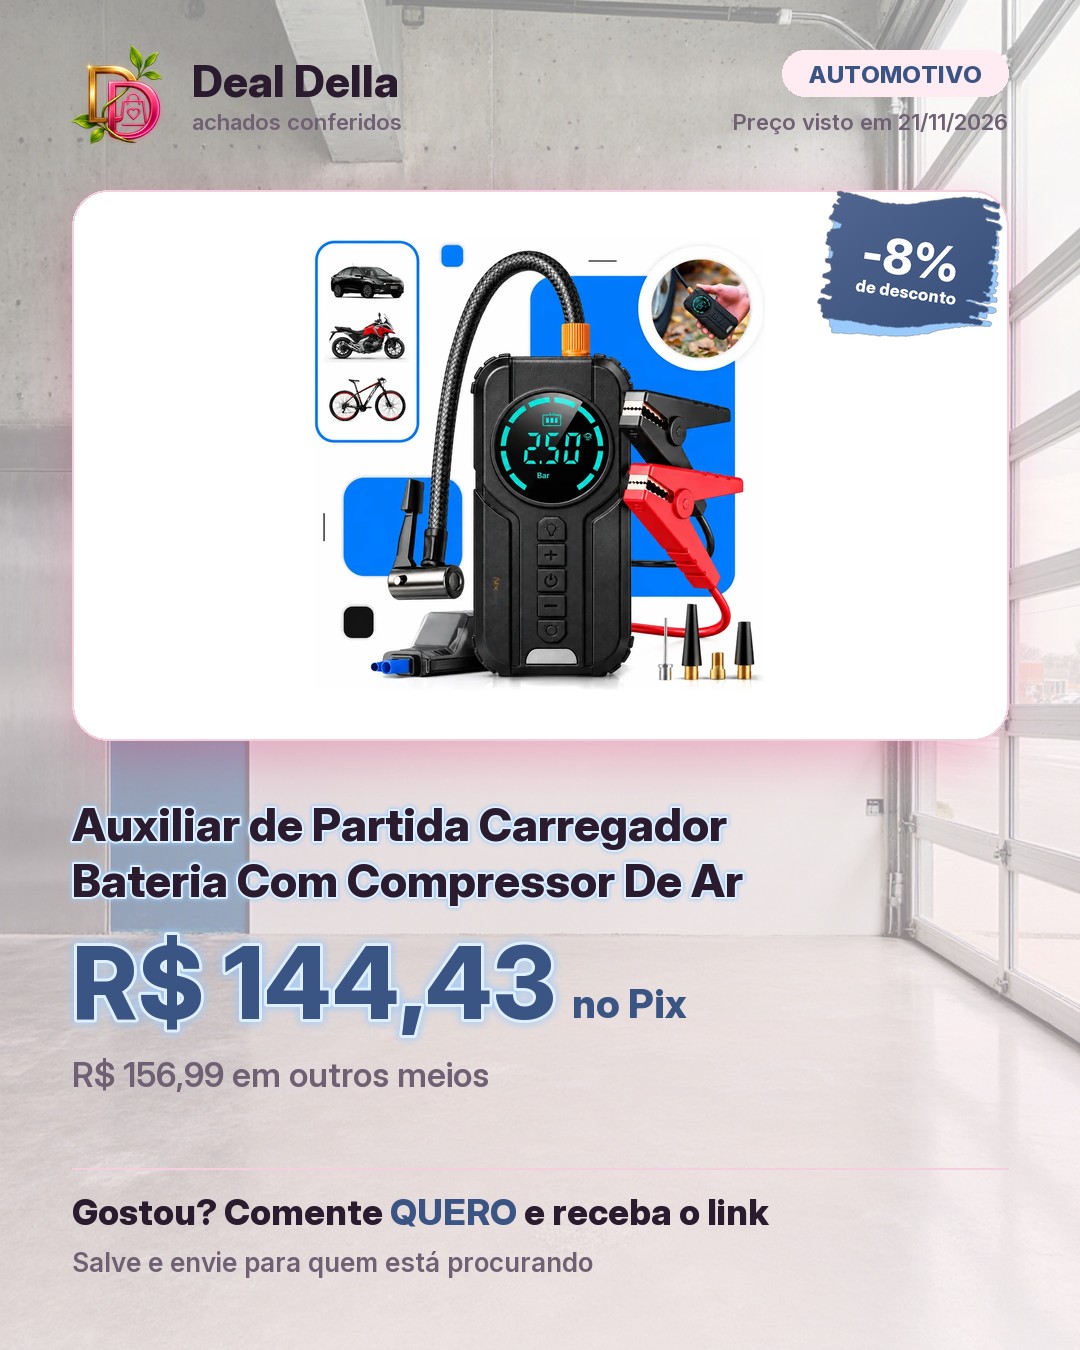 Deal Della
achados conferidos
AUTOMOTIVO
Preço visto em 21/11/2026
-8%
de desconto
2.50
Bar
Auxiliar de Partida Carregador
Bateria Com Compressor De Ar
R$ 144,43 no Pix
R$ 156,99 em outros meios
Gostou? Comente QUERO e receba o link
Salve e envie para quem está procurando